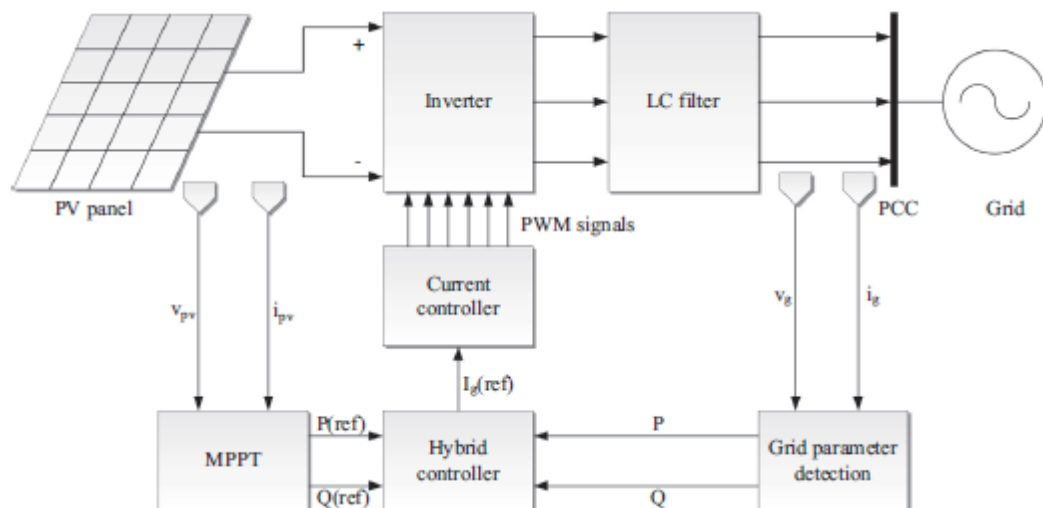 +
Inverter
LC filter
-
PV panel
PWM signals
PCC
Grid
Current
controller
v_pv
i_pv
v_g
i_g
I_g(ref)
P(ref)
P
MPPT
Hybrid
controller
Grid parameter
detection
Q(ref)
Q